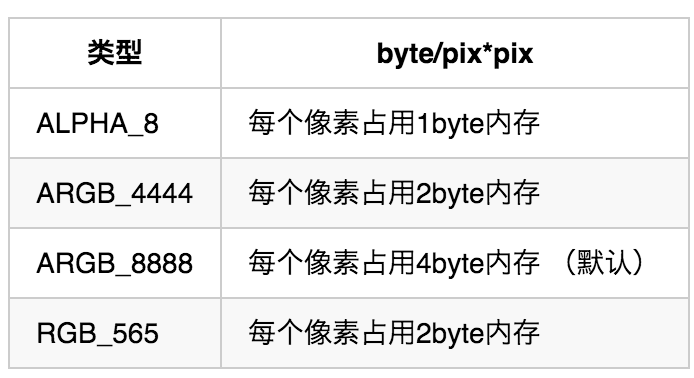 类型 byte/pix*pix
ALPHA_8 每个像素占用1byte内存
ARGB_4444 每个像素占用2byte内存
ARGB_8888 每个像素占用4byte内存 （默认）
RGB_565 每个像素占用2byte内存